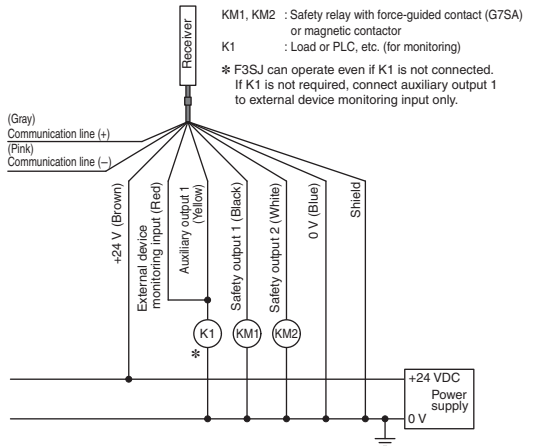 Receiver
KM1, KM2 : Safety relay with force-guided contact (G7SA)
or magnetic contactor
K1 : Load or PLC, etc. (for monitoring)
* F3SJ can operate even if K1 is not connected.
If K1 is not required, connect auxiliary output 1
to external device monitoring input only.
(Gray)
Communication line (+)
(Pink)
Communication line (−)
+24 V (Brown)
External device
monitoring input (Red)
Auxiliary output 1
(Yellow)
Safety output 1 (Black)
Safety output 2 (White)
0 V (Blue)
Shield
K1
KM1
KM2
*
+24 VDC
Power
supply
0 V